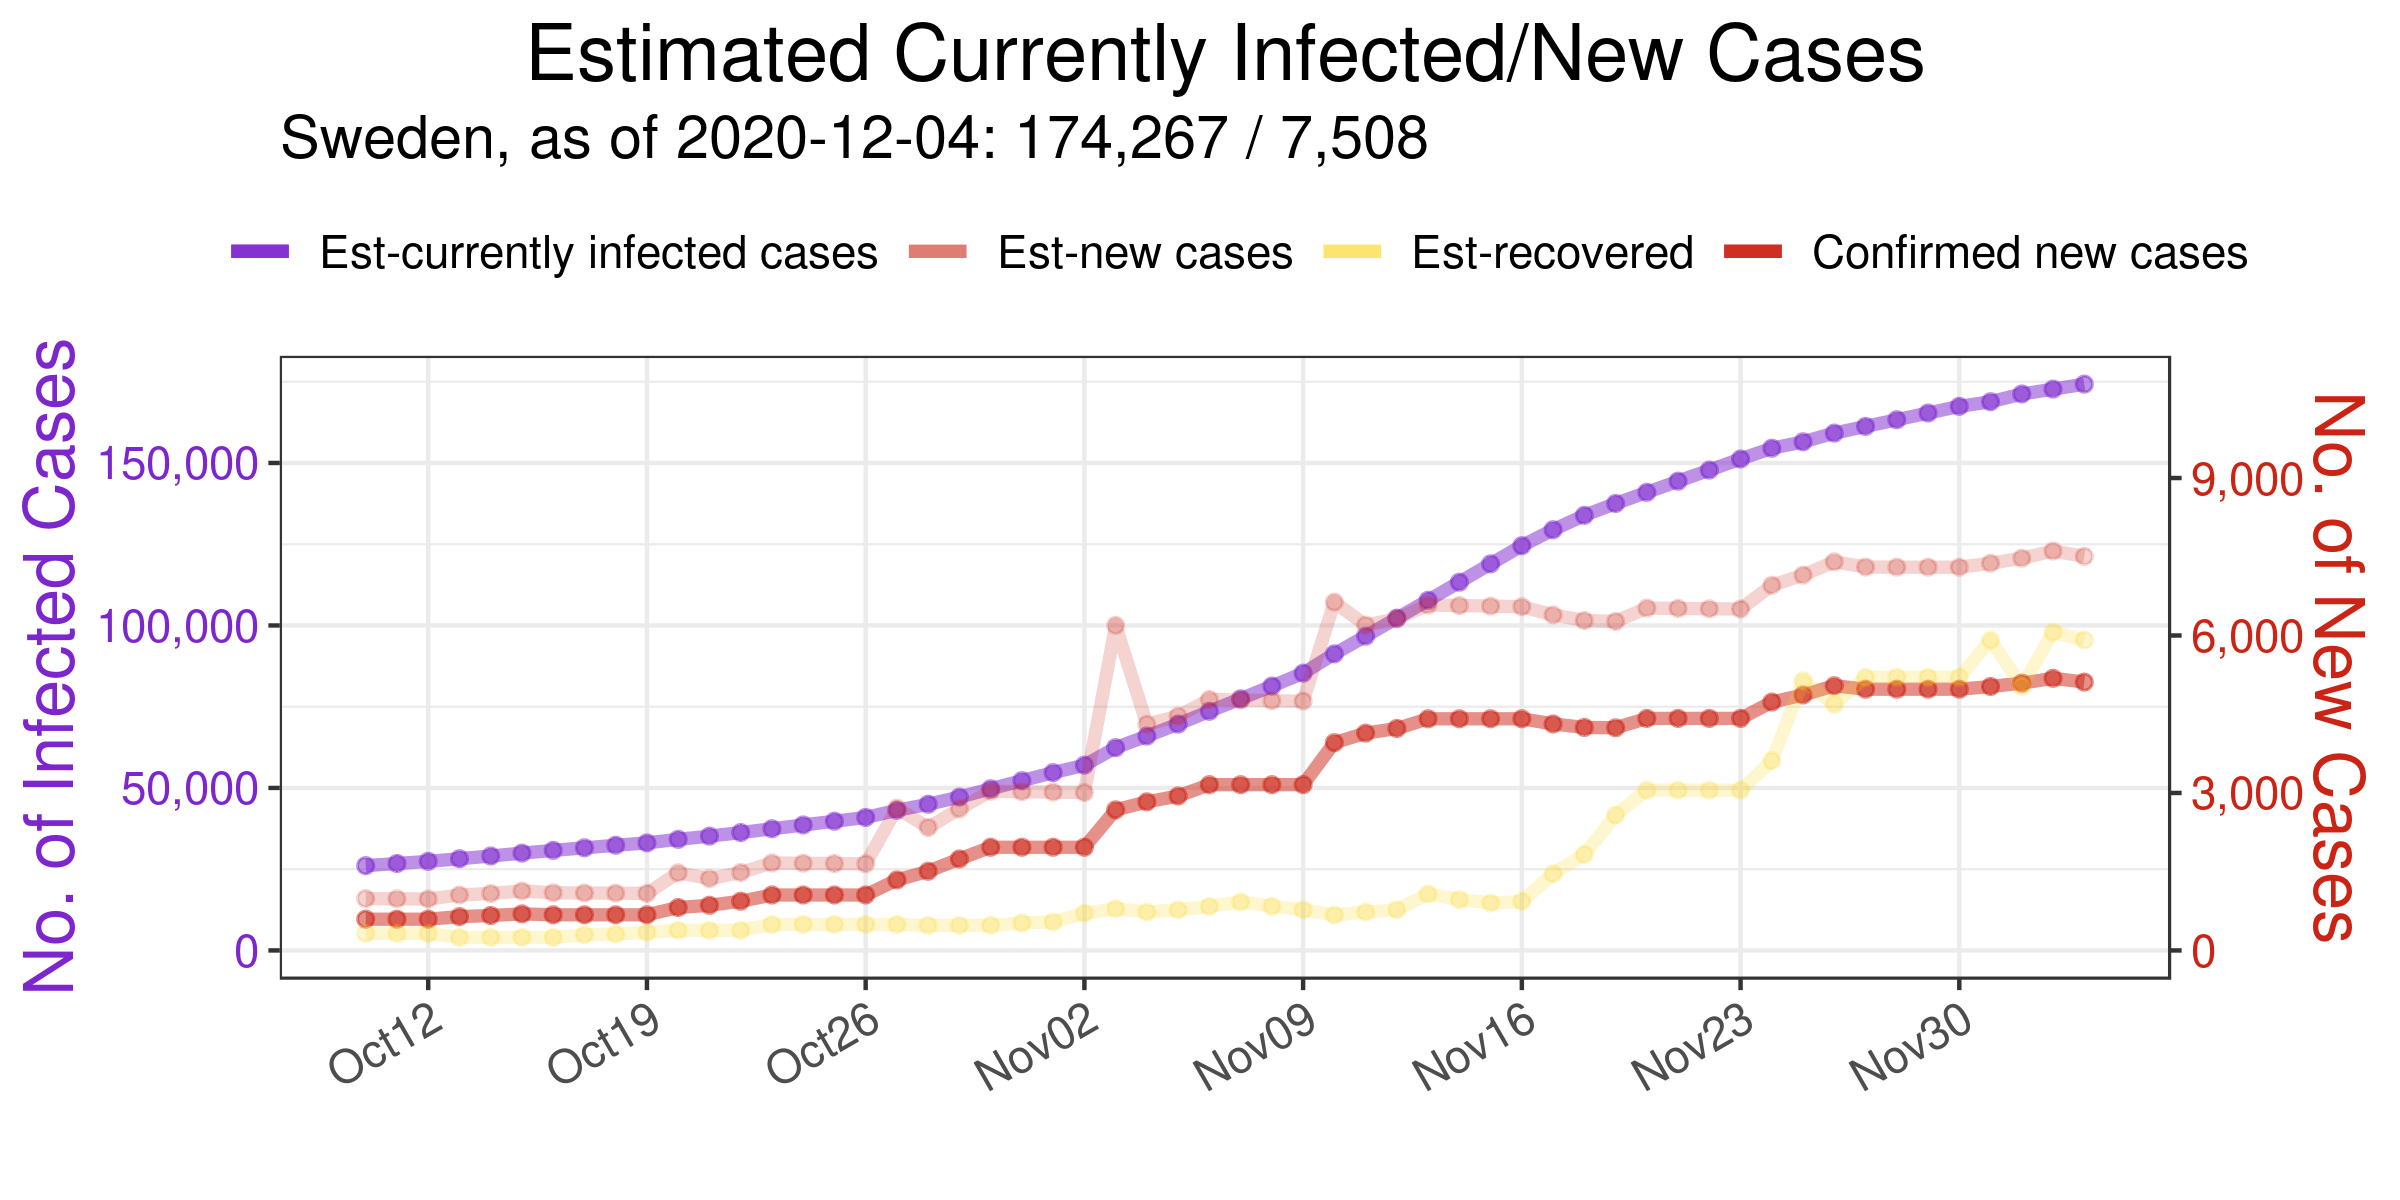 Estimated Currently Infected/New Cases
Sweden, as of 2020-12-04: 174,267 / 7,508
Est-currently infected cases Est-new cases Est-recovered Confirmed new cases
No. of Infected Cases
150,000
100,000
50,000
0
9,000
6,000
3,000
0
No. of New Cases
Oct12 Oct19 Oct26 Nov02 Nov09 Nov16 Nov23 Nov30